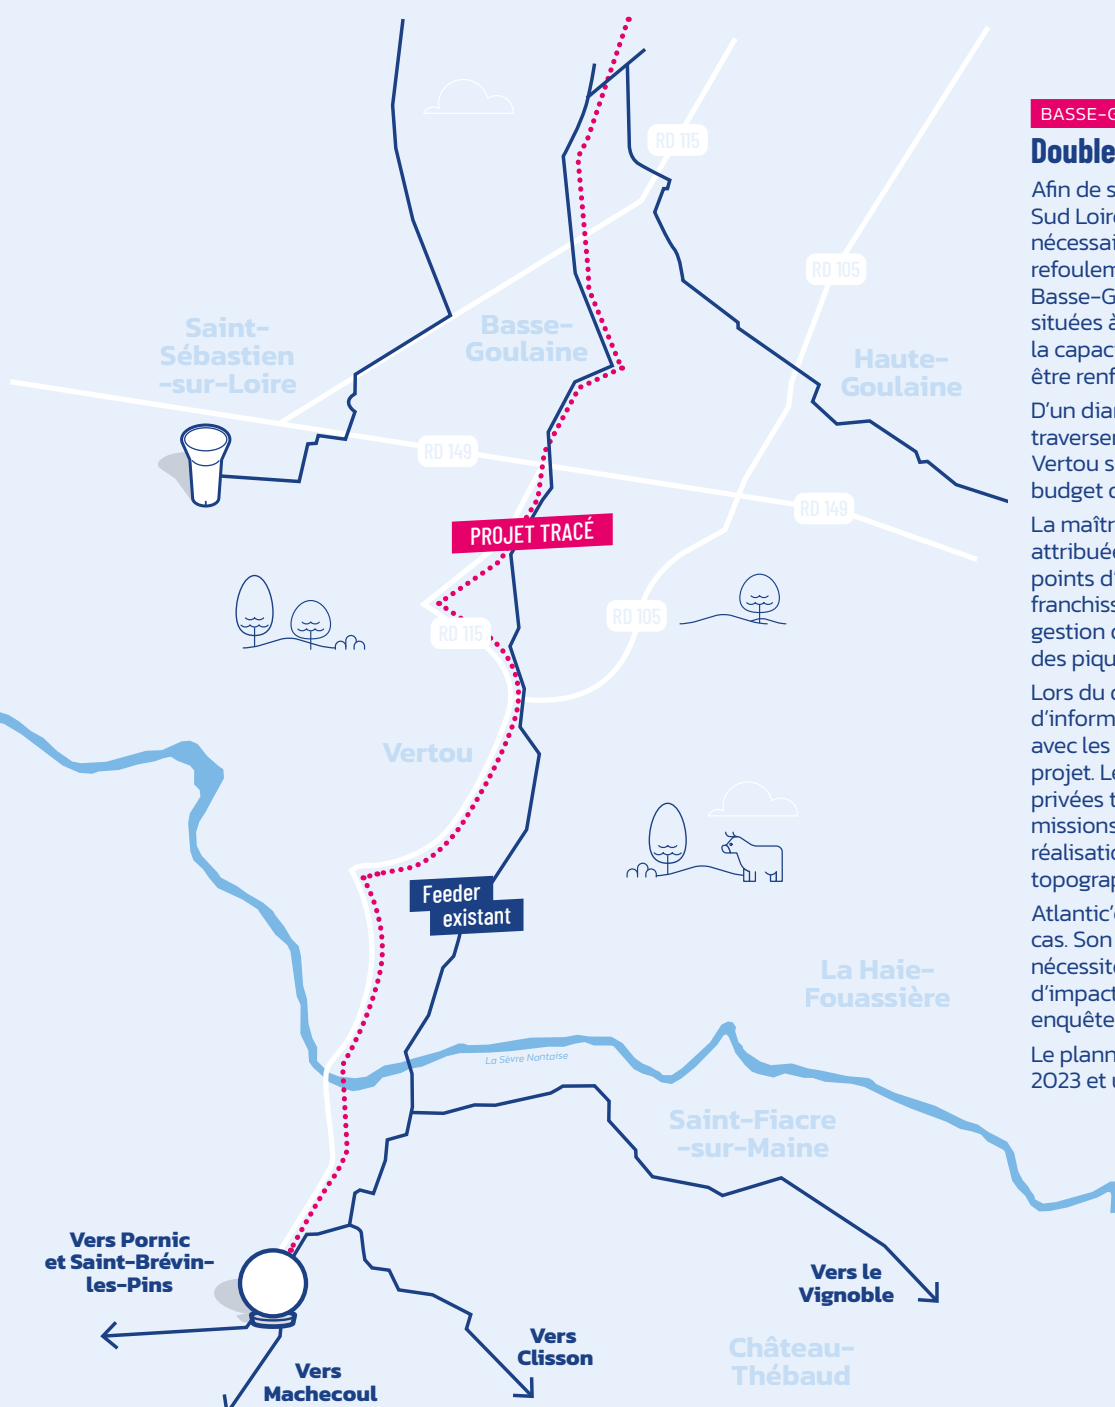 RD 115
RD 105
Saint-
Sébastien
-sur-Loire
Basse-
Goulaine
Haute-
Goulaine
RD 149
RD 149
PROJET TRACÉ
RD 115
RD 105
Vertou
Feeder
existant
La Haie-
Fouassière
La Sèvre Nantaise
Saint-Fiacre
-sur-Maine
Vers Pornic
et Saint-Brévin-
les-Pins
Vers le
Vignoble
Vers
Clisson
Vers
Machecoul
Château-
Thébaud
BASSE-G
Double
Afin de s
Sud Loire
nécessai
refoulem
Basse-G
situées à
la capac
être renf
D'un diar
traverser
Vertou s
budget d
La maîtr
attribuée
points d'
franchiss
gestion d
des piqu
Lors du c
d'inform
avec les
projet. Le
privées t
missions
réalisatio
topograp
Atlantic'
cas. Son
nécessite
d'impact
enquête
Le plann
2023 et u